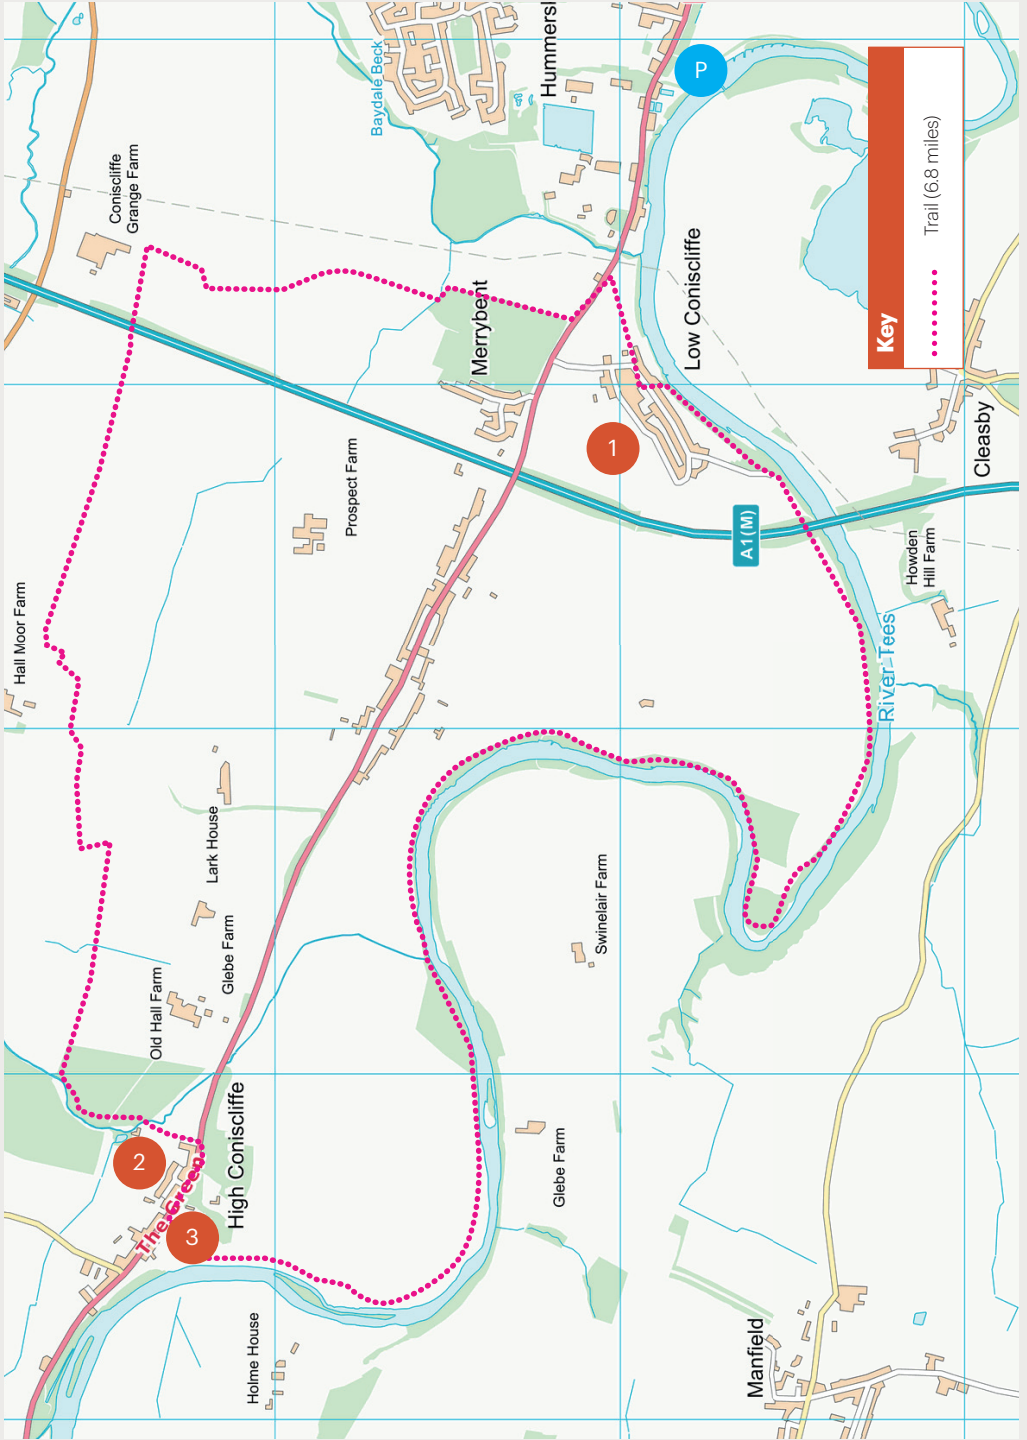 Hall Moor Farm
Coniscliffe
Grange Farm
Baydale Beck
Hummersk
P
Merrybent
Low Coniscliffe
Prospect Farm
1
A1(M)
Cleasby
Howden
Hill Farm
River Tees
Lark House
Glebe Farm
Old Hall Farm
Swinelair Farm
2
The Green
3
High Coniscliffe
Glebe Farm
Holme House
Manfield
Key
Trail (6.8 miles)